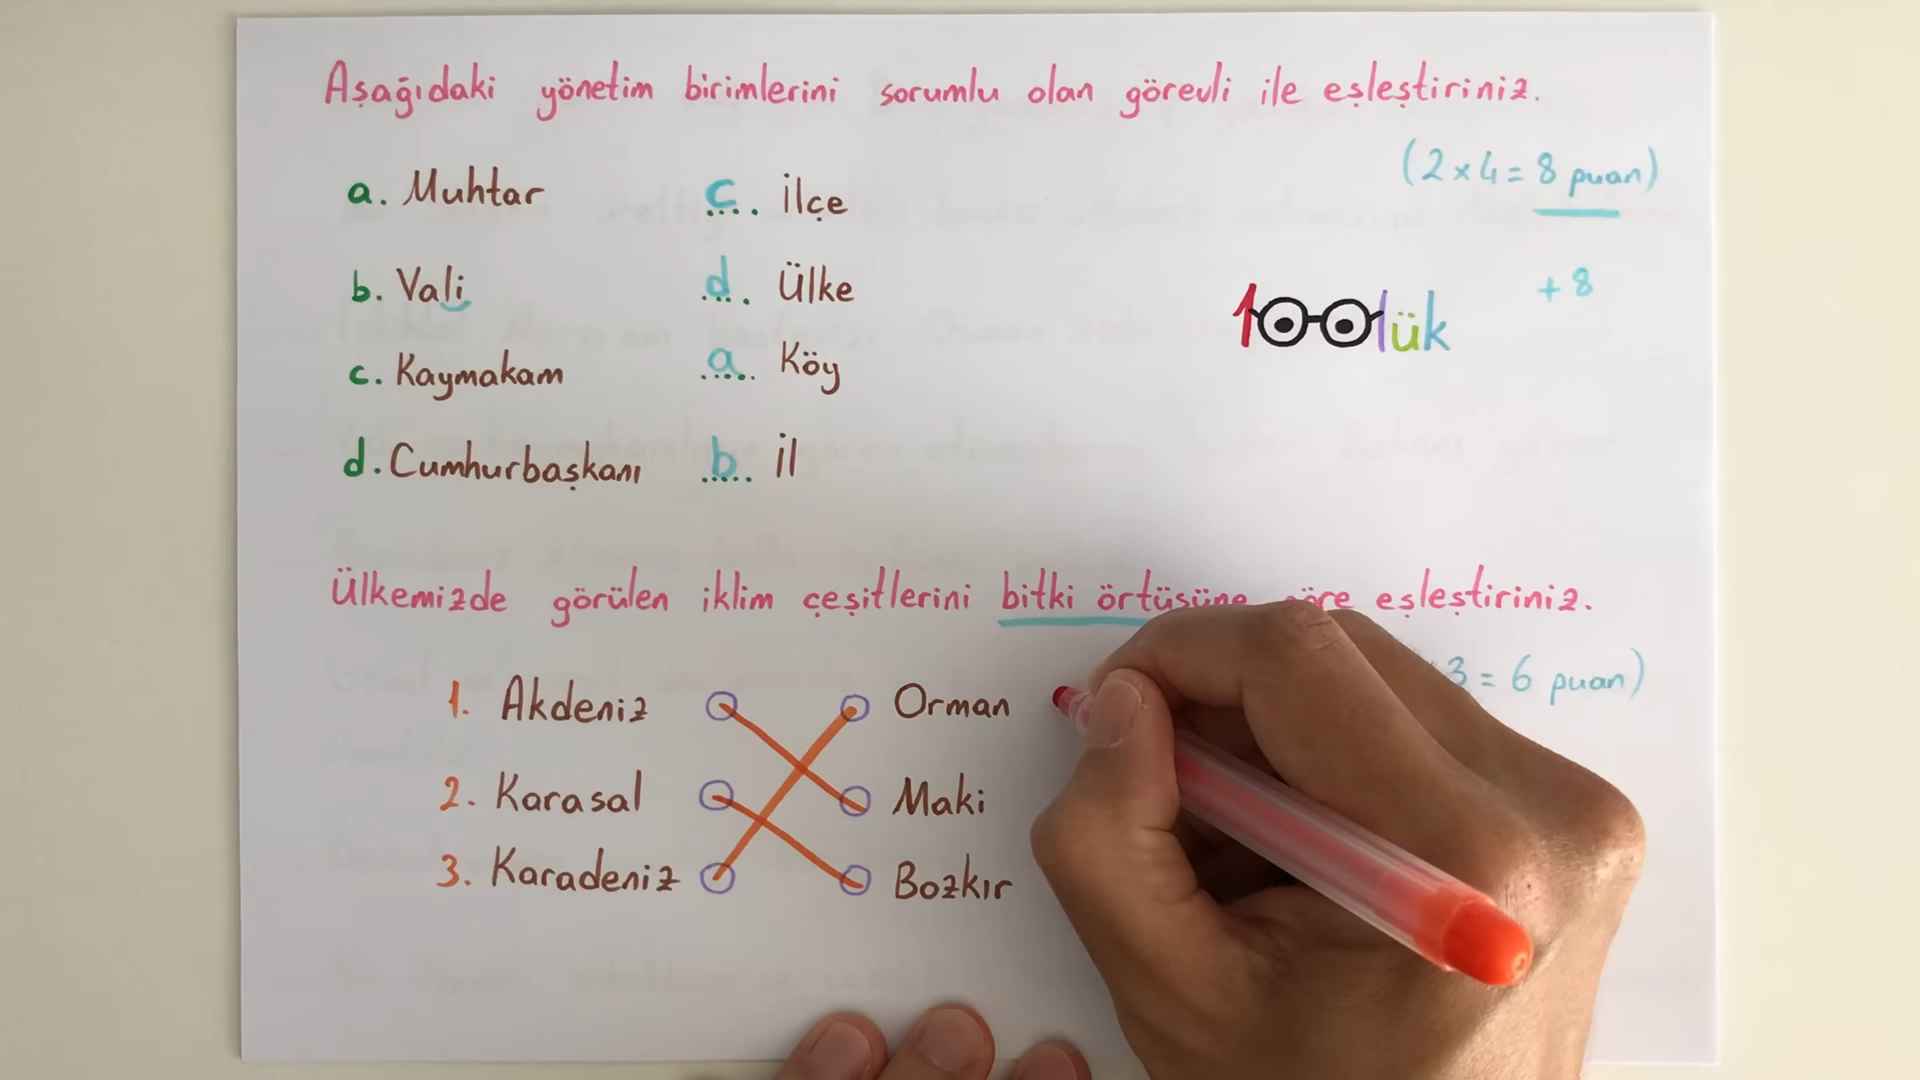 Aşağıdaki yönetim birimlerini sorumlu olan görevli ile eşleştiriniz.
(2 x 4 = 8 puan)
a. Muhtar c İlçe
b. Vali d Ülke
+ 8
100lük
c. Kaymakam a Köy
d. Cumhurbaşkanı b İl
Ülkemizde görülen iklim çeşitlerini bitki örtüsüne göre eşleştiriniz.
3 = 6 puan)
1. Akdeniz Orman
2. Karasal Maki
3. Karadeniz Bozkır